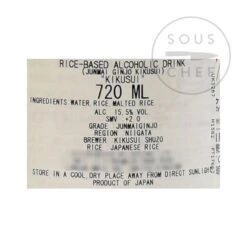 SOUS
CHEF
RICE-BASED ALCOHOLIC DRINK
(JUNMAI GINJO KIKUSUI)
"KIKUSUI"
720 ML
INGREDIENTS:WATER, RICE, MALTED RICE
ALC 15.5% VOL
SMV +2.0
GRADE JUNMAIGINJO
REGION NIIGATA
BREWER KIKUSUI SHUZO
RICE JAPANESE RICE
STORE IN A COOL DRY PLACE AWAY FROM DIRECT SUNLIGHT
PRODUCT OF JAPAN